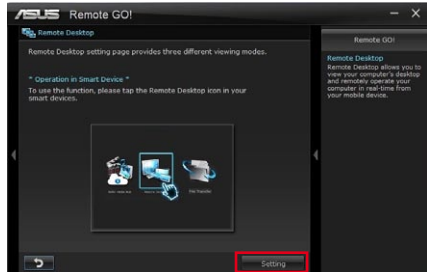 ASUS Remote GO!
Remote Desktop
Remote Desktop setting page provides three different viewing modes.
* Operation in Smart Device *
To use the function, please tap the Remote Desktop icon in your
smart devices.
File Transfer
Setting
Remote GO!
Remote Desktop
Remote Desktop allows you to
view your computer's desktop
and remotely operate your
computer in real-time from
your mobile device.